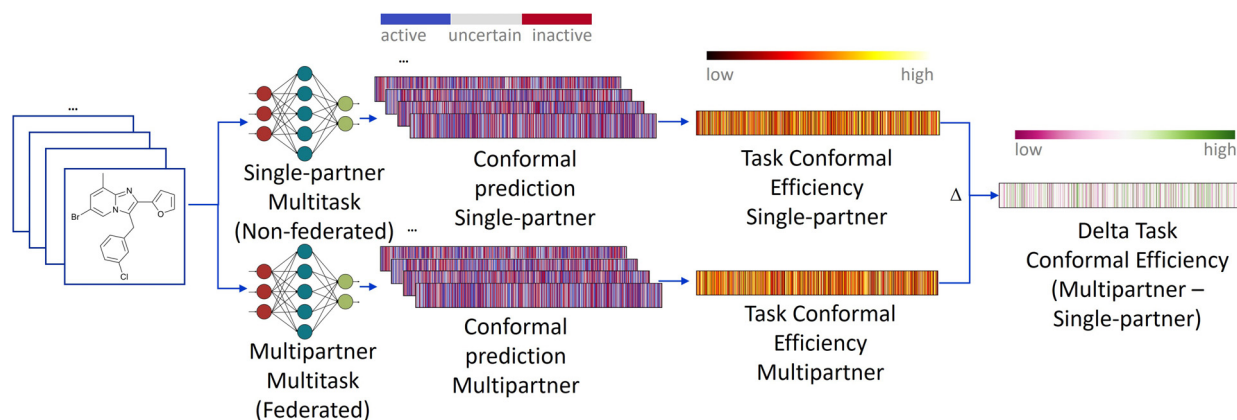 active uncertain inactive
...
low high
...
low high
Br
N
N
O
Cl
Single-partner
Multitask
(Non-federated)
Conformal
prediction
Single-partner
Task Conformal
Efficiency
Single-partner
Δ
...
Multipartner
Multitask
(Federated)
Conformal
prediction
Multipartner
Task Conformal
Efficiency
Multipartner
Delta Task
Conformal Efficiency
(Multipartner –
Single-partner)